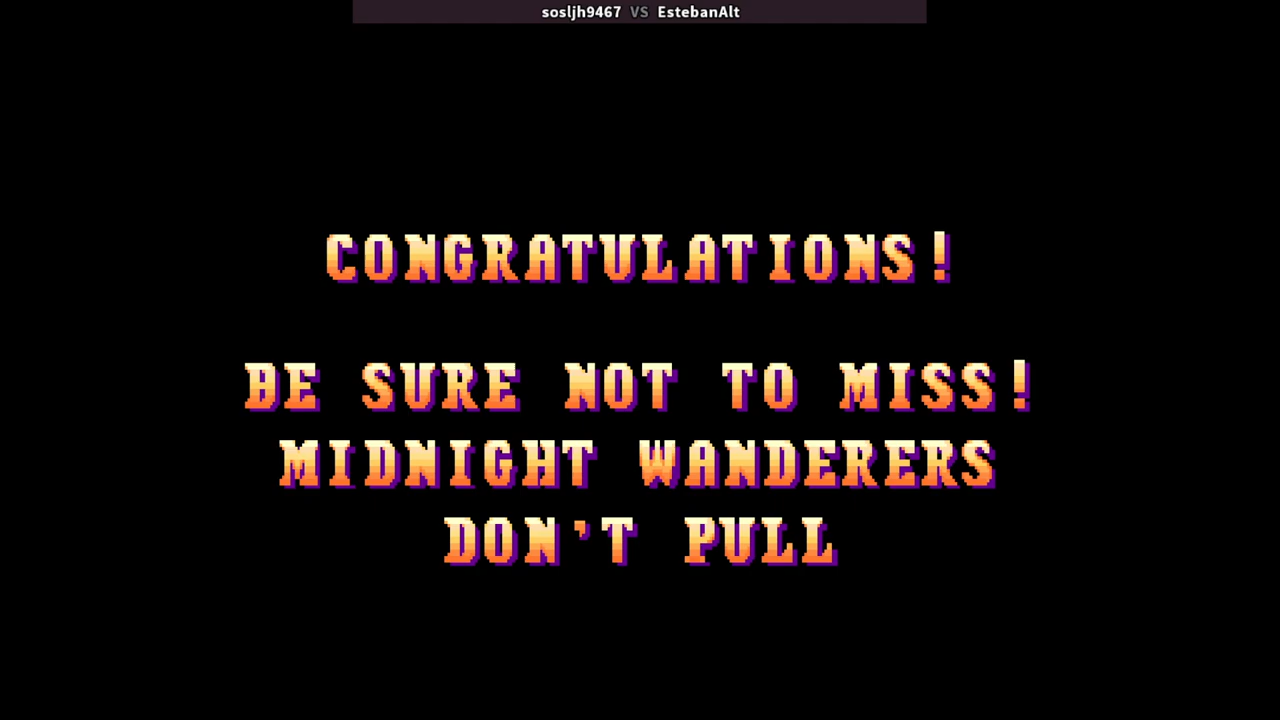 sosljh9467 VS EstebanAlt
CONGRATULATIONS!
BE SURE NOT TO MISS!
MIDNIGHT WANDERERS
DON'T PULL